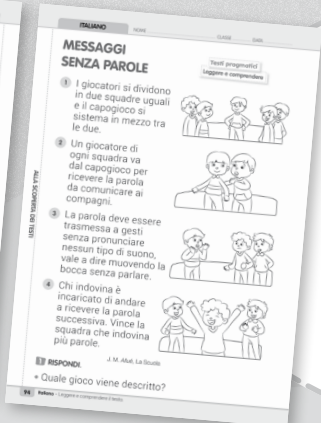 ITALIANO
NOME
CLASSE
DATA
MESSAGGI
SENZA PAROLE
Testi pragmatici
Leggere e comprendere
1 I giocatori si dividono
in due squadre uguali
e il capogioco si
sistema in mezzo tra
le due.
2 Un giocatore di
ogni squadra va
dal capogioco per
ricevere la parola
da comunicare ai
compagni.
3 La parola deve essere
trasmessa a gesti
senza pronunciare
nessun tipo di suono,
vale a dire muovendo la
bocca senza parlare.
4 Chi indovina è
incaricato di andare
a ricevere la parola
successiva. Vince la
squadra che indovina
più parole.
J. M. Allué, La Scuola
1 RISPONDI.
• Quale gioco viene descritto?
94 Italiano - Leggere e comprendere il testo
ALLA SCOPERTA DEI TESTI